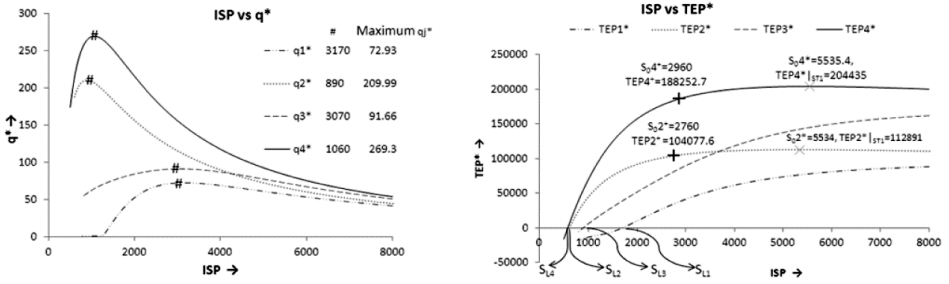 ISP vs q*
300
250
200
150
100
50
0
0 2000 4000 6000 8000
q* →
ISP →
# Maximum qj*
q1* 3170 72.93
q2* 890 209.99
q3* 3070 91.66
q4* 1060 269.3
#
#
#
#
ISP vs TEP*
TEP1* TEP2* TEP3* TEP4*
250000
200000
150000
100000
50000
0
-50000
0 1000 2000 3000 4000 5000 6000 7000 8000
TEP* →
ISP →
S₀4⁺=2960
TEP4⁺=188252.7
S₀2⁺=2760
TEP2⁺=104077.6
S₀4*=5535.4,
TEP4*|ST1=204435
S₀2*=5534, TEP2*|ST1=112891
SL4 SL2 SL3 SL1